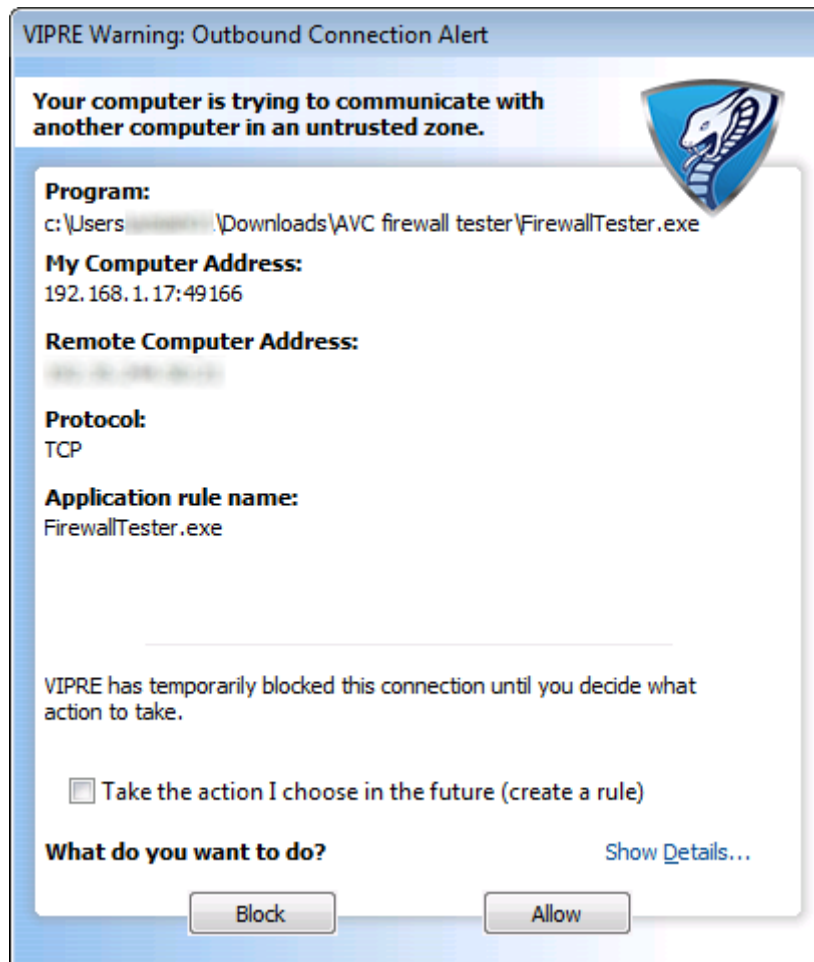 VIPRE Warning: Outbound Connection Alert
Your computer is trying to communicate with
another computer in an untrusted zone.
Program:
c:\Users \Downloads\AVC firewall tester\FirewallTester.exe
My Computer Address:
192.168.1.17:49166
Remote Computer Address:
Protocol:
TCP
Application rule name:
FirewallTester.exe
VIPRE has temporarily blocked this connection until you decide what
action to take.
Take the action I choose in the future (create a rule)
What do you want to do? Show Details...
Block Allow